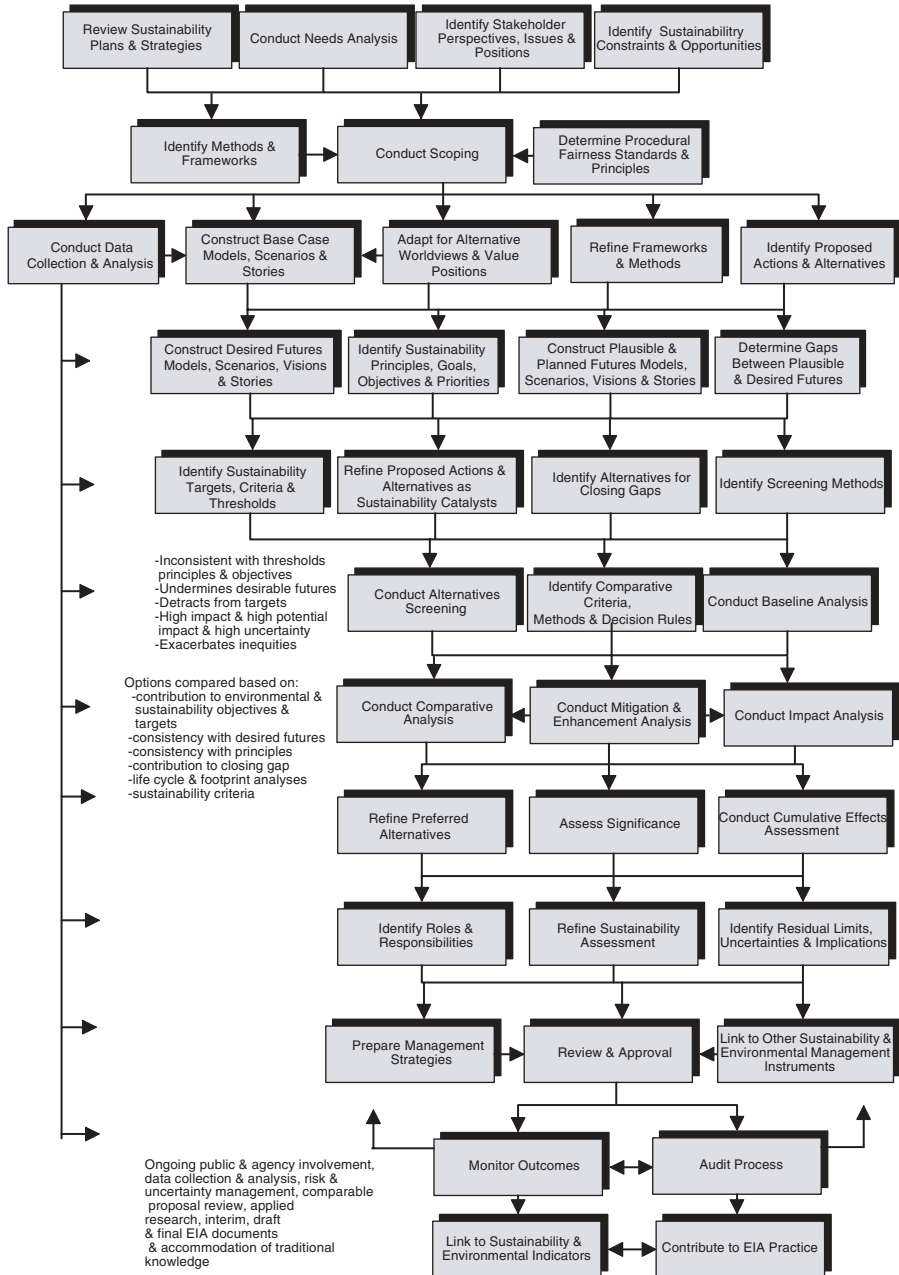 Review Sustainability
Plans & Strategies
Conduct Needs Analysis
Identify Stakeholder
Perspectives, Issues &
Positions
Identify Sustainabilitry
Constraints & Opportunities
Identify Methods &
Frameworks
Conduct Scoping
Determine Procedural
Fairness Standards &
Principles
Conduct Data
Collection & Analysis
Construct Base Case
Models, Scenarios &
Stories
Adapt for Alternative
Worldviews & Value
Positions
Refine Frameworks
& Methods
Identify Proposed
Actions & Alternatives
Construct Desired Futures
Models, Scenarios, Visions
& Stories
Identify Sustainability
Principles, Goals,
Objectives & Priorities
Construct Plausible &
Planned Futures Models,
Scenarios, Visions & Stories
Determine Gaps
Between Plausible
& Desired Futures
Identify Sustainability
Targets, Criteria &
Thresholds
Refine Proposed Actions &
Alternatives as
Sustainability Catalysts
Identify Alternatives for
Closing Gaps
Identify Screening Methods
-Inconsistent with thresholds
principles & objectives
-Undermines desirable futures
-Detracts from targets
-High impact & high potential
impact & high uncertainty
-Exacerbates inequities
Conduct Alternatives
Screening
Identify Comparative
Criteria,
Methods & Decision Rules
Conduct Baseline Analysis
Options compared based on:
-contribution to environmental &
sustainability objectives &
targets
-consistency with desired futures
-consistency with principles
-contribution to closing gap
-life cycle & footprint analyses
-sustainability criteria
Conduct Comparative
Analysis
Conduct Mitigation &
Enhancement Analysis
Conduct Impact Analysis
Refine Preferred
Alternatives
Assess Significance
Conduct Cumulative Effects
Assessment
Identify Roles &
Responsibilities
Refine Sustainability
Assessment
Identify Residual Limits,
Uncertainties & Implications
Prepare Management
Strategies
Review & Approval
Link to Other Sustainability &
Environmental Management
Instruments
Monitor Outcomes
Audit Process
Ongoing public & agency involvement,
data collection & analysis, risk &
uncertainty management, comparable
proposal review, applied
research, interim, draft
& final EIA documents
& accommodation of traditional
knowledge
Link to Sustainability &
Environmental Indicators
Contribute to EIA Practice